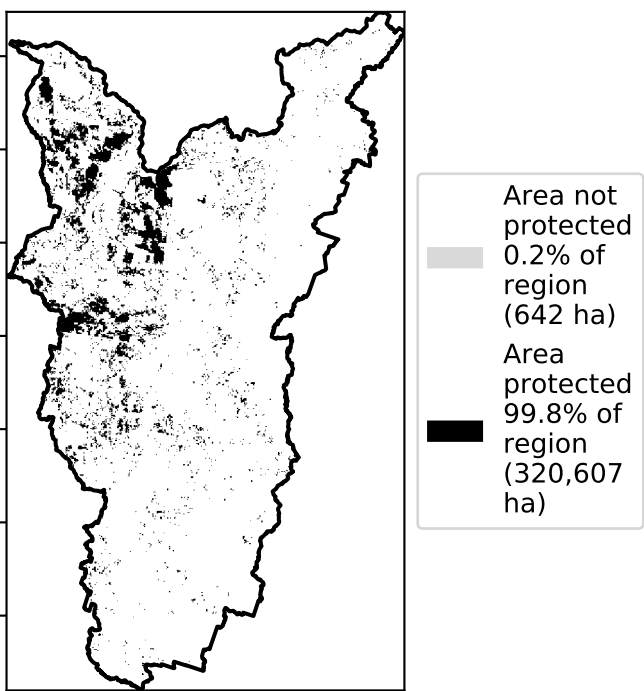 Area not
protected
0.2% of
region
(642 ha)
Area
protected
99.8% of
region
(320,607
ha)